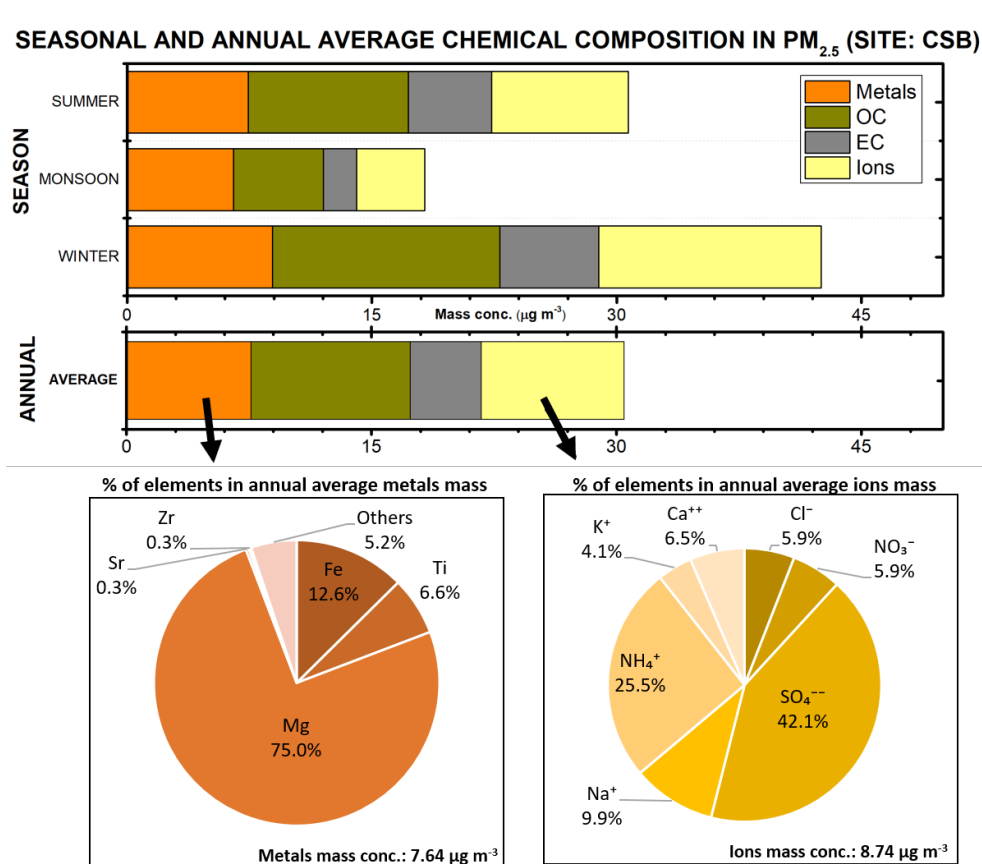 SEASONAL AND ANNUAL AVERAGE CHEMICAL COMPOSITION IN PM2.5 (SITE: CSB)
SEASON
SUMMER
MONSOON
WINTER
Metals
OC
EC
Ions
0 15 30 45
Mass conc. (µg m-3)
ANNUAL
AVERAGE
0 15 30 45
% of elements in annual average metals mass
Zr
0.3%
Others
5.2%
Sr
0.3%
Fe
12.6%
Ti
6.6%
Mg
75.0%
Metals mass conc.: 7.64 µg m-3
% of elements in annual average ions mass
K⁺
4.1%
Ca⁺⁺
6.5%
Cl⁻
5.9%
NO₃⁻
5.9%
NH₄⁺
25.5%
SO₄⁻⁻
42.1%
Na⁺
9.9%
Ions mass conc.: 8.74 µg m-3